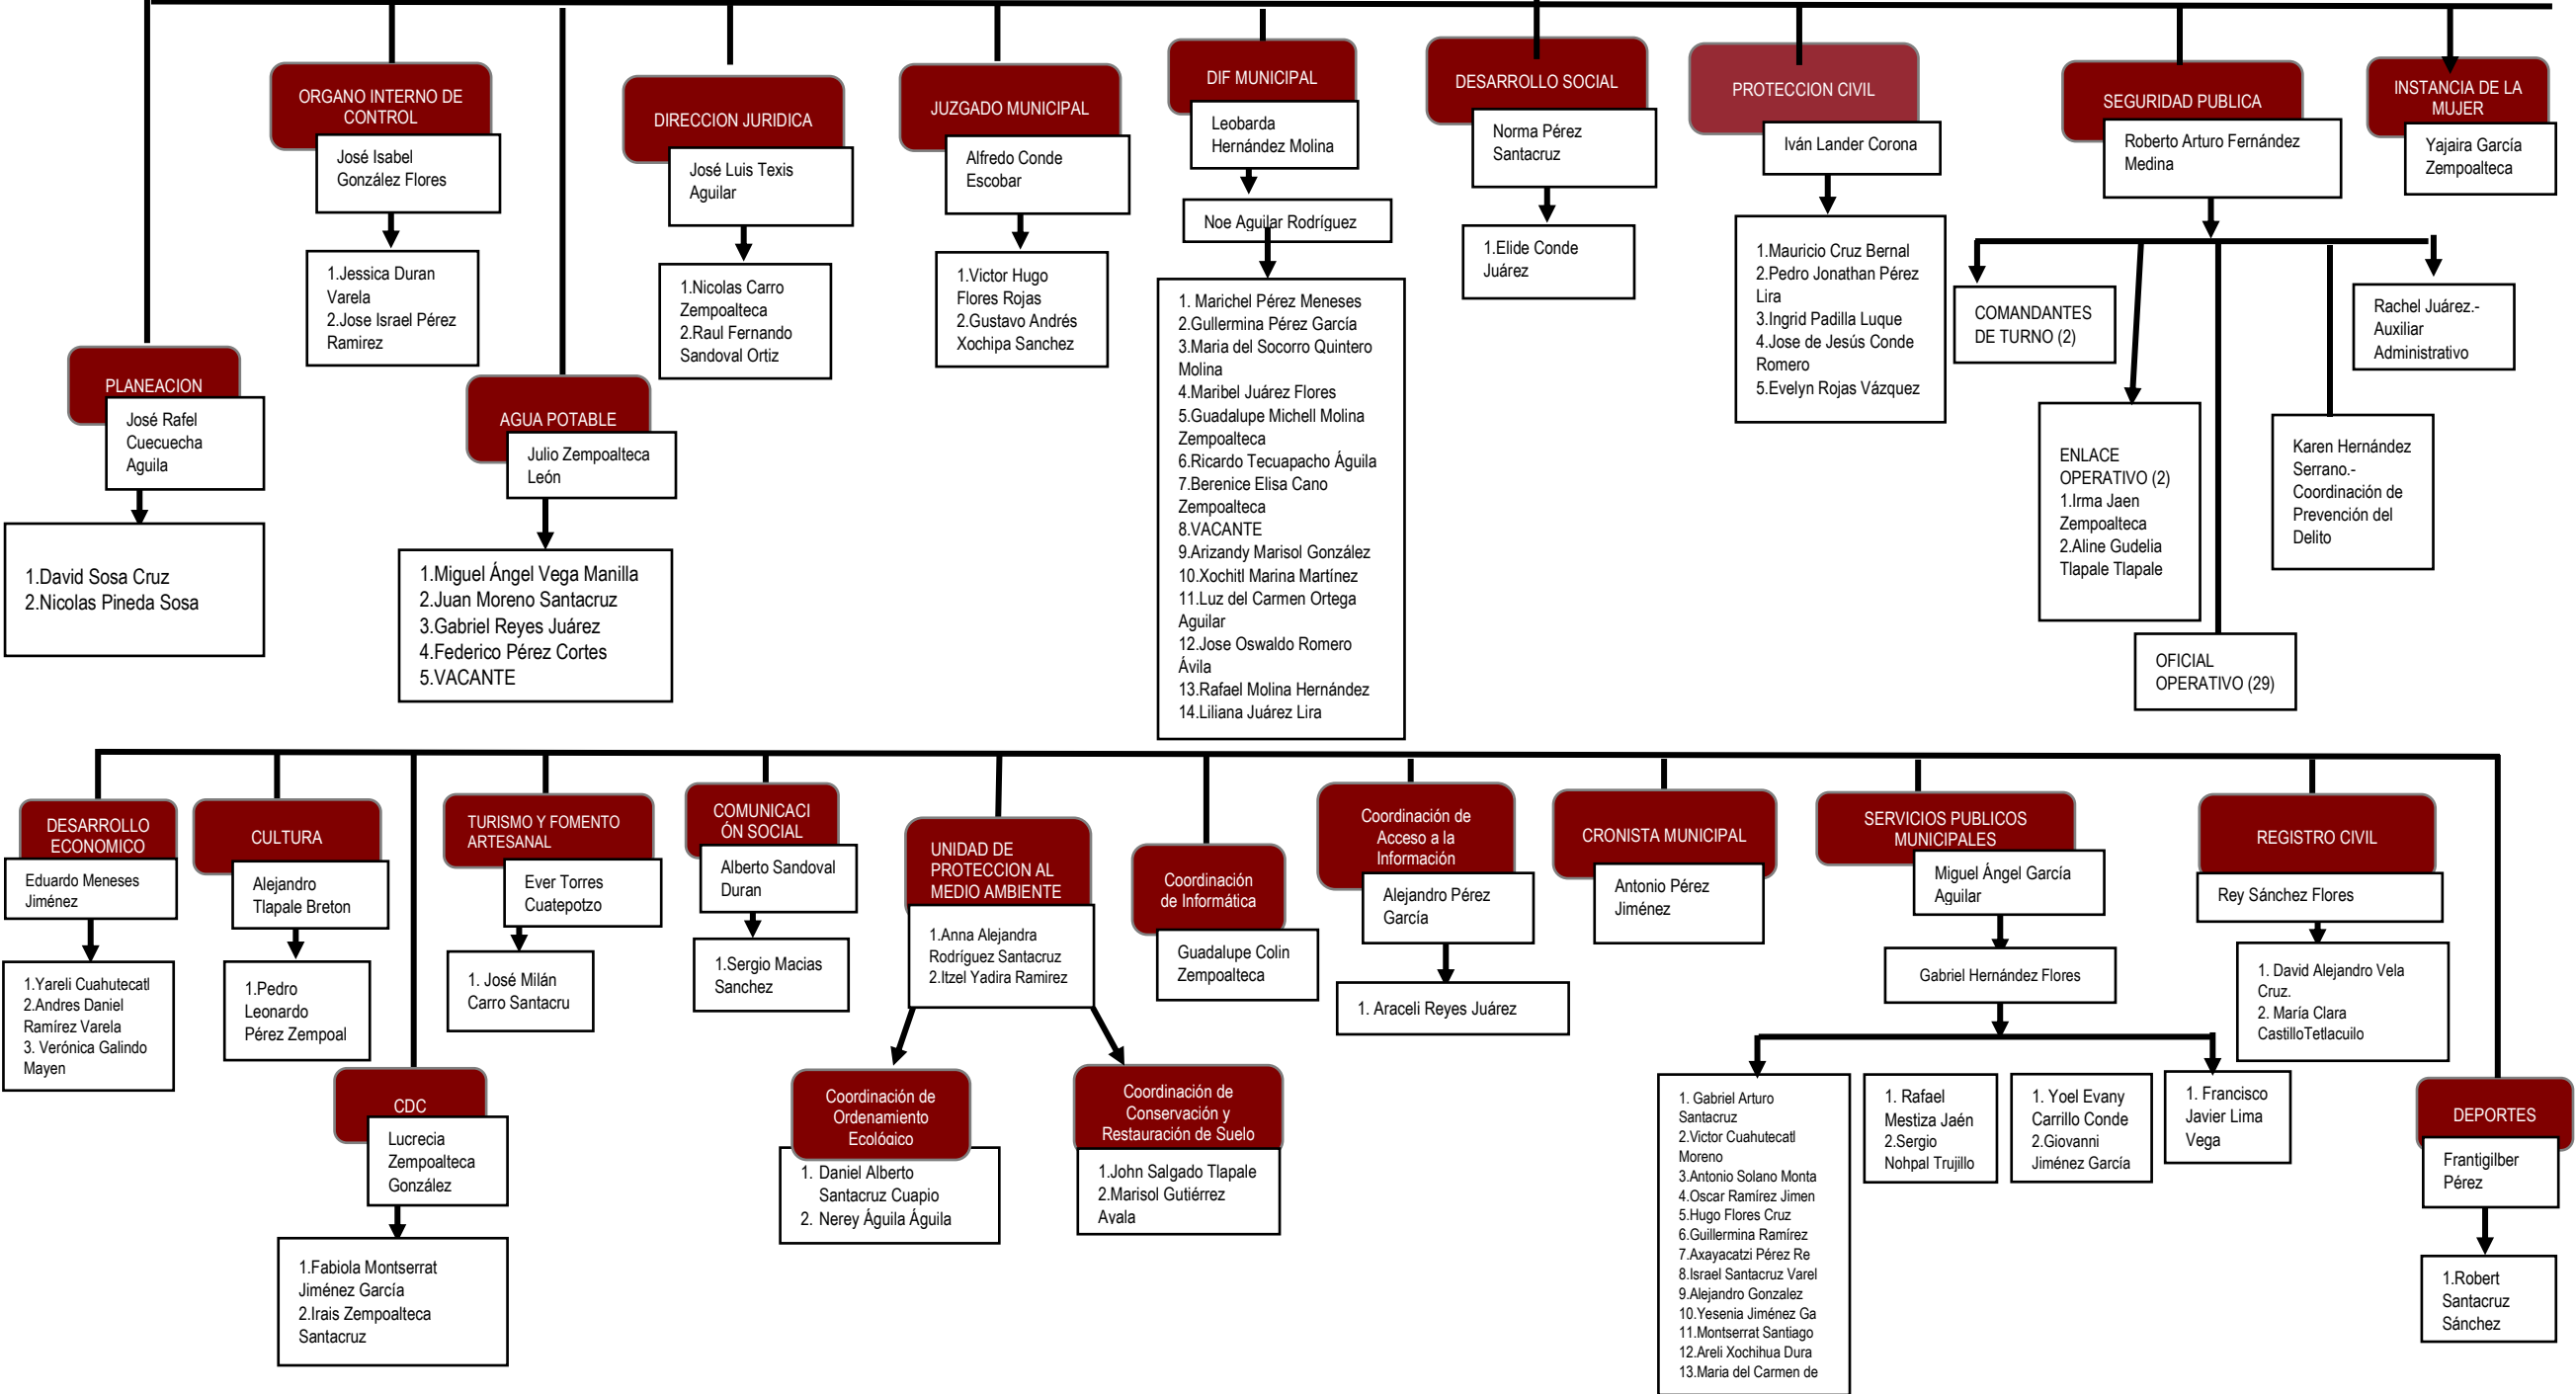 ORGANO INTERNO DE
CONTROL
José Isabel
González Flores
1.Jessica Duran
Varela
2.Jose Israel Pérez
Ramirez
DIRECCION JURIDICA
José Luis Texis
Aguilar
1.Nicolas Carro
Zempoalteca
2.Raul Fernando
Sandoval Ortiz
JUZGADO MUNICIPAL
Alfredo Conde
Escobar
1.Victor Hugo
Flores Rojas
2.Gustavo Andrés
Xochipa Sanchez
DIF MUNICIPAL
Leobarda
Hernández Molina
Noe Aguilar Rodríguez
1. Marichel Pérez Meneses
2.Gullermina Pérez García
3.Maria del Socorro Quintero
Molina
4.Maribel Juárez Flores
5.Guadalupe Michell Molina
Zempoalteca
6.Ricardo Tecuapacho Águila
7.Berenice Elisa Cano
Zempoalteca
8.VACANTE
9.Arizandy Marisol González
10.Xochitl Marina Martínez
11.Luz del Carmen Ortega
Aguilar
12.Jose Oswaldo Romero
Ávila
13.Rafael Molina Hernández
14.Liliana Juárez Lira
DESARROLLO SOCIAL
Norma Pérez
Santacruz
1.Elide Conde
Juárez
PROTECCION CIVIL
Iván Lander Corona
1.Mauricio Cruz Bernal
2.Pedro Jonathan Pérez
Lira
3.Ingrid Padilla Luque
4.Jose de Jesús Conde
Romero
5.Evelyn Rojas Vázquez
SEGURIDAD PUBLICA
Roberto Arturo Fernández
Medina
COMANDANTES
DE TURNO (2)
ENLACE
OPERATIVO (2)
1.Irma Jaen
Zempoalteca
2.Aline Gudelia
Tlapale Tlapale
OFICIAL
OPERATIVO (29)
Karen Hernández
Serrano.-
Coordinación de
Prevención del
Delito
Rachel Juárez.-
Auxiliar
Administrativo
INSTANCIA DE LA
MUJER
Yajaira García
Zempoalteca
PLANEACION
José Rafel
Cuecuecha
Aguila
1.David Sosa Cruz
2.Nicolas Pineda Sosa
AGUA POTABLE
Julio Zempoalteca
León
1.Miguel Ángel Vega Manilla
2.Juan Moreno Santacruz
3.Gabriel Reyes Juárez
4.Federico Pérez Cortes
5.VACANTE
DESARROLLO
ECONOMICO
Eduardo Meneses
Jiménez
1.Yareli Cuahutecatl
2.Andres Daniel
Ramírez Varela
3. Verónica Galindo
Mayen
CULTURA
Alejandro
Tlapale Breton
1.Pedro
Leonardo
Pérez Zempoal
CDC
Lucrecia
Zempoalteca
González
1.Fabiola Montserrat
Jiménez García
2.Irais Zempoalteca
Santacruz
TURISMO Y FOMENTO
ARTESANAL
Ever Torres
Cuatepotzo
1. José Milán
Carro Santacru
COMUNICACI
ÓN SOCIAL
Alberto Sandoval
Duran
1.Sergio Macias
Sanchez
UNIDAD DE
PROTECCION AL
MEDIO AMBIENTE
1.Anna Alejandra
Rodríguez Santacruz
2.Itzel Yadira Ramirez
Coordinación de
Ordenamiento
Ecológico
1. Daniel Alberto
Santacruz Cuapio
2. Nerey Águila Águila
Coordinación de
Conservación y
Restauración de Suelo
1.John Salgado Tlapale
2.Marisol Gutiérrez
Ayala
Coordinación
de Informática
Guadalupe Colin
Zempoalteca
Coordinación de
Acceso a la
Información
Alejandro Pérez
García
1. Araceli Reyes Juárez
CRONISTA MUNICIPAL
Antonio Pérez
Jiménez
SERVICIOS PUBLICOS
MUNICIPALES
Miguel Ángel García
Aguilar
Gabriel Hernández Flores
1. Gabriel Arturo
Santacruz
2.Victor Cuahutecatl
Moreno
3.Antonio Solano Monta
4.Oscar Ramírez Jimen
5.Hugo Flores Cruz
6.Guillermina Ramírez
7.Axayacatzi Pérez Re
8.Israel Santacruz Varel
9.Alejandro Gonzalez
10.Yesenia Jiménez Ga
11.Montserrat Santiago
12.Areli Xochihua Dura
13.Maria del Carmen de
1. Rafael
Mestiza Jaén
2.Sergio
Nohpal Trujillo
1. Yoel Evany
Carrillo Conde
2.Giovanni
Jiménez García
1. Francisco
Javier Lima
Vega
REGISTRO CIVIL
Rey Sánchez Flores
1. David Alejandro Vela
Cruz.
2. María Clara
CastilloTetlacuilo
DEPORTES
Frantigilber
Pérez
1.Robert
Santacruz
Sánchez